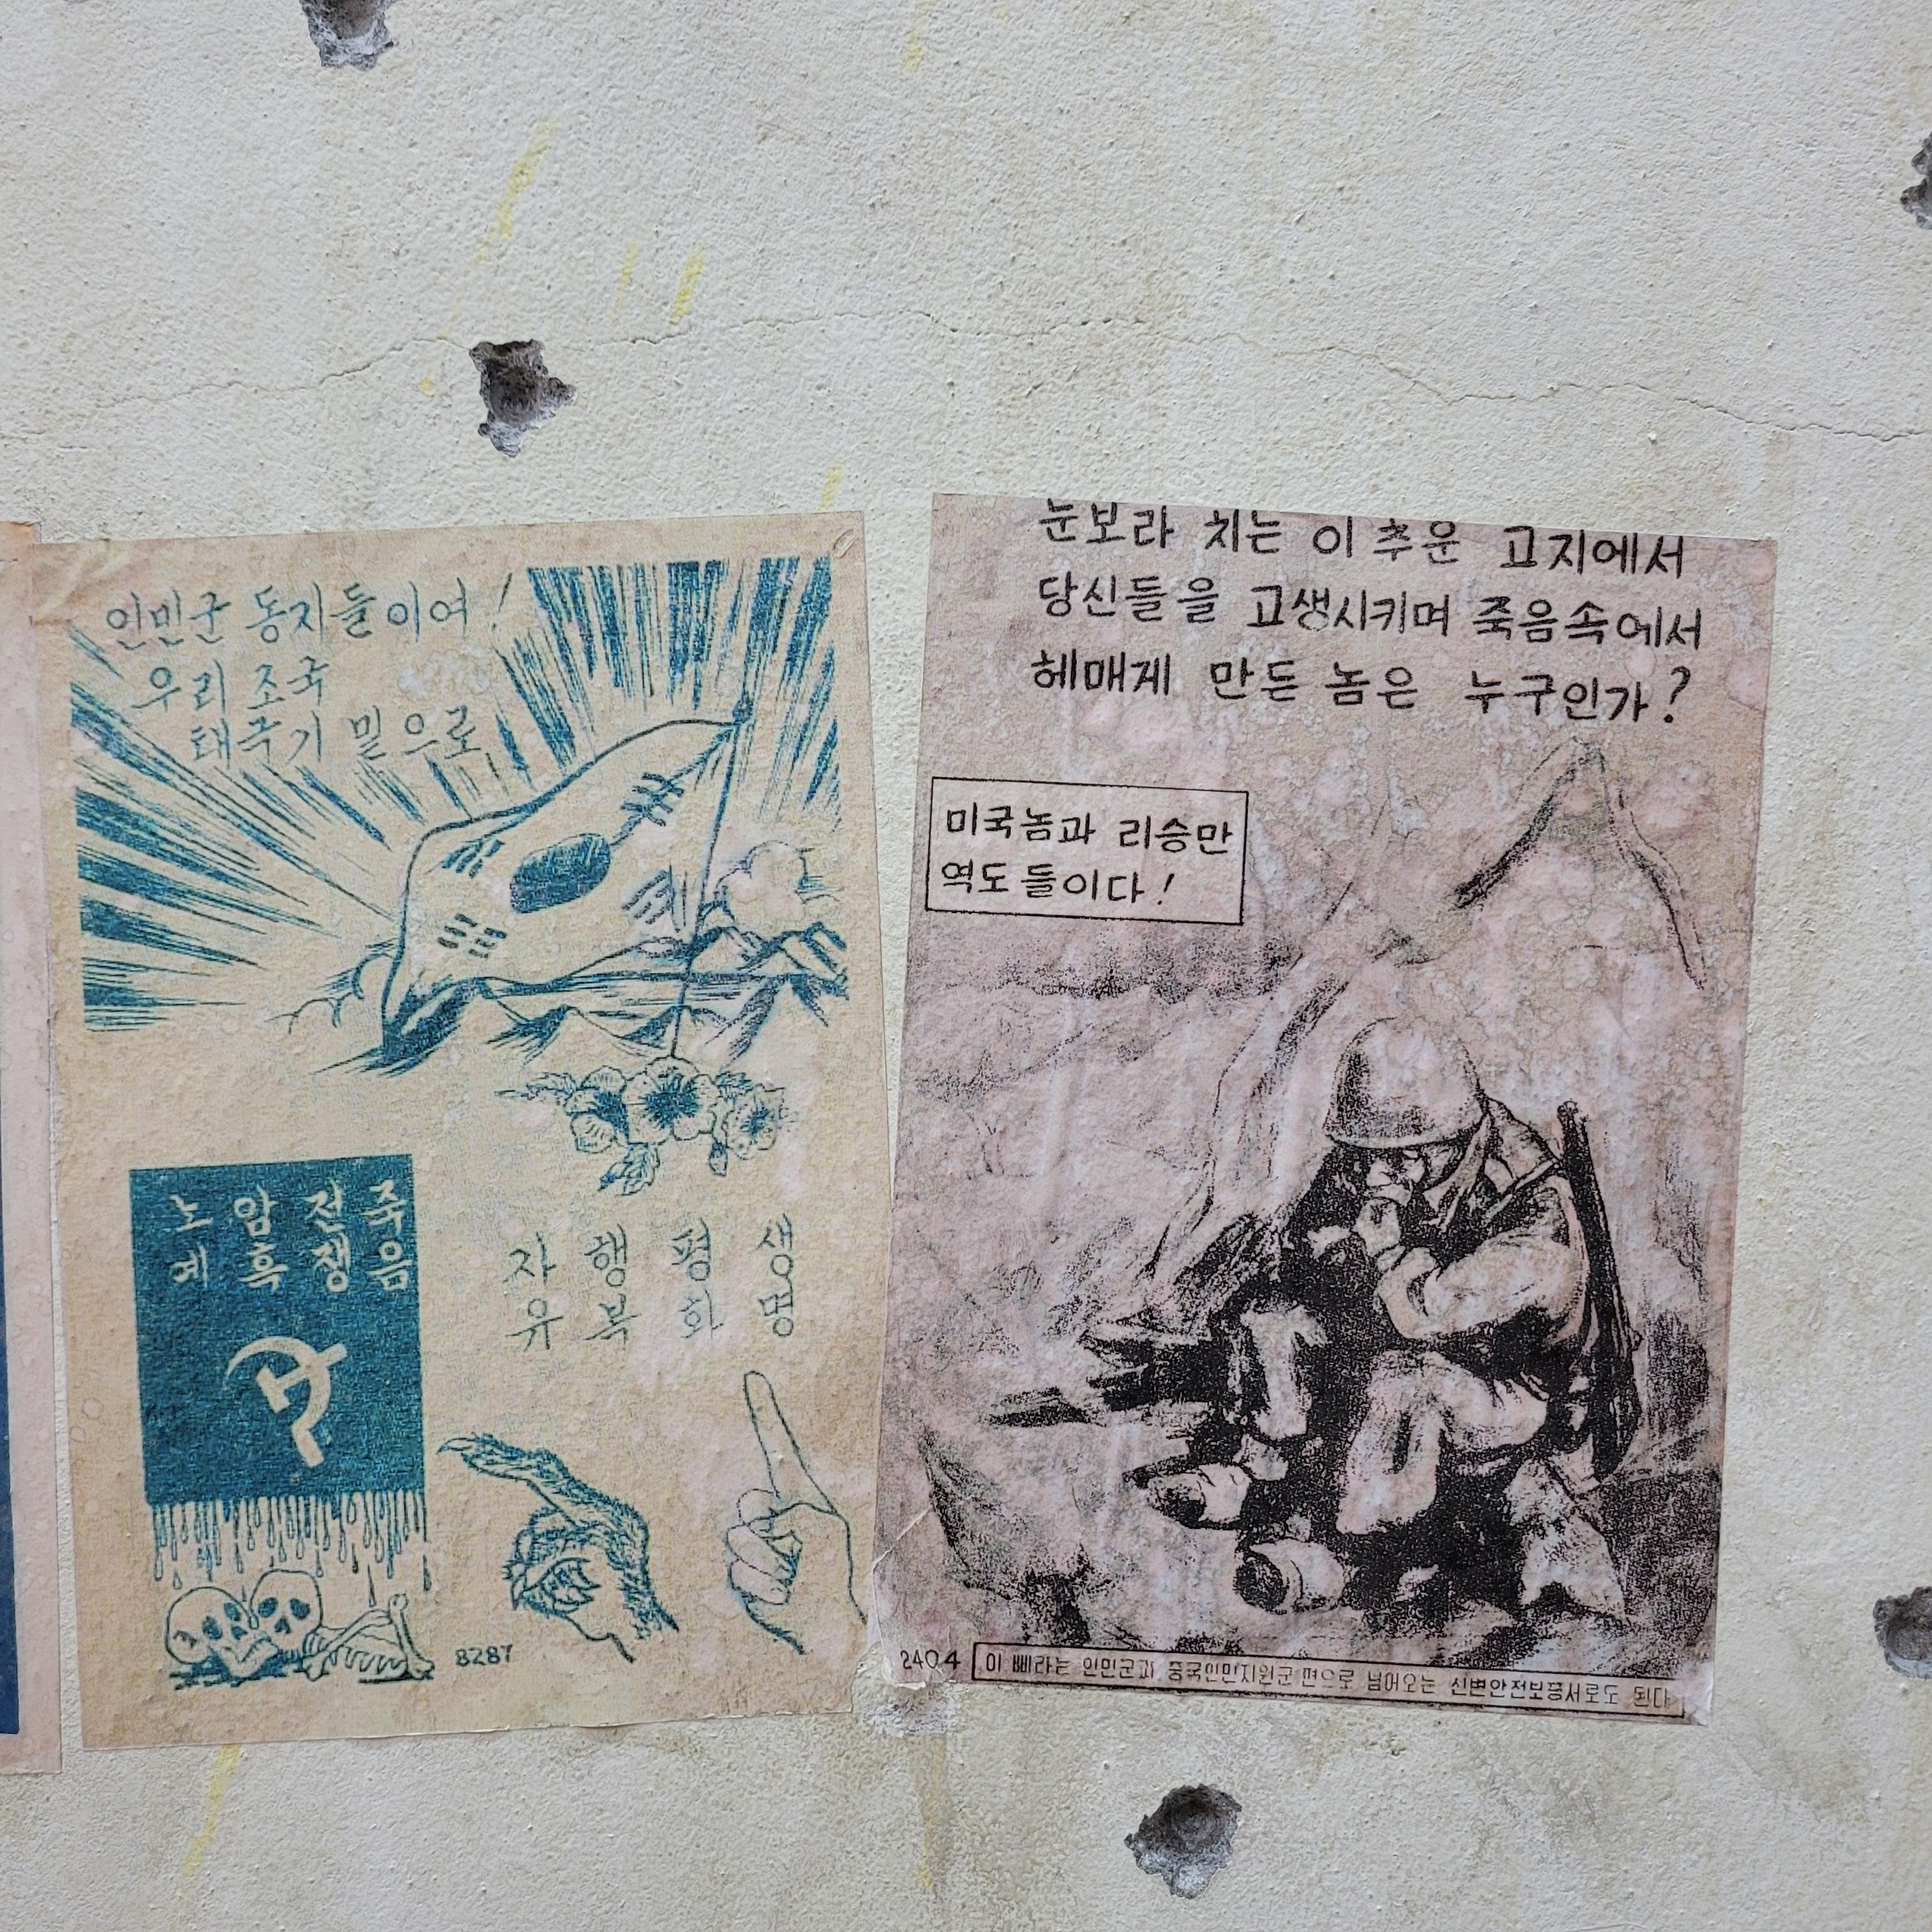 인민군 동지들이여!
우리 조국
태극기 밑으로
죽음
전쟁
암흑
노예
생명
평화
행복
자유
8287
눈보라 치는 이 추운 고지에서
당신들을 고생시키며 죽음속에서
헤매게 만든 놈은 누구인가?
미국놈과 리승만
역도들이다!
2404
이 삐라는 인민군과 중국인민지원군 편으로 넘어오는 신변안전보증서로도 된다